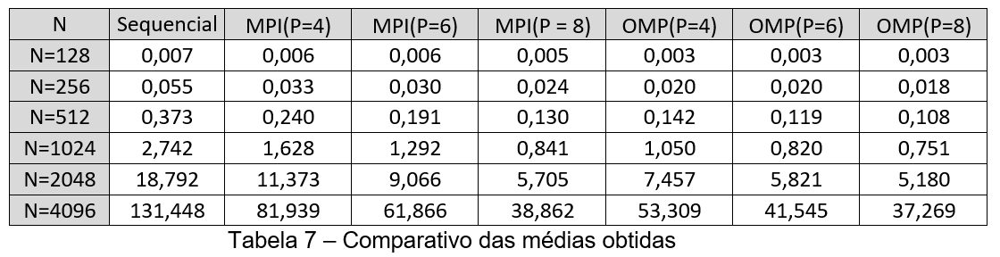 N Sequencial MPI(P=4) MPI(P=6) MPI(P = 8) OMP(P=4) OMP(P=6) OMP(P=8)
N=128 0,007 0,006 0,006 0,005 0,003 0,003 0,003
N=256 0,055 0,033 0,030 0,024 0,020 0,020 0,018
N=512 0,373 0,240 0,191 0,130 0,142 0,119 0,108
N=1024 2,742 1,628 1,292 0,841 1,050 0,820 0,751
N=2048 18,792 11,373 9,066 5,705 7,457 5,821 5,180
N=4096 131,448 81,939 61,866 38,862 53,309 41,545 37,269
Tabela 7 – Comparativo das médias obtidas